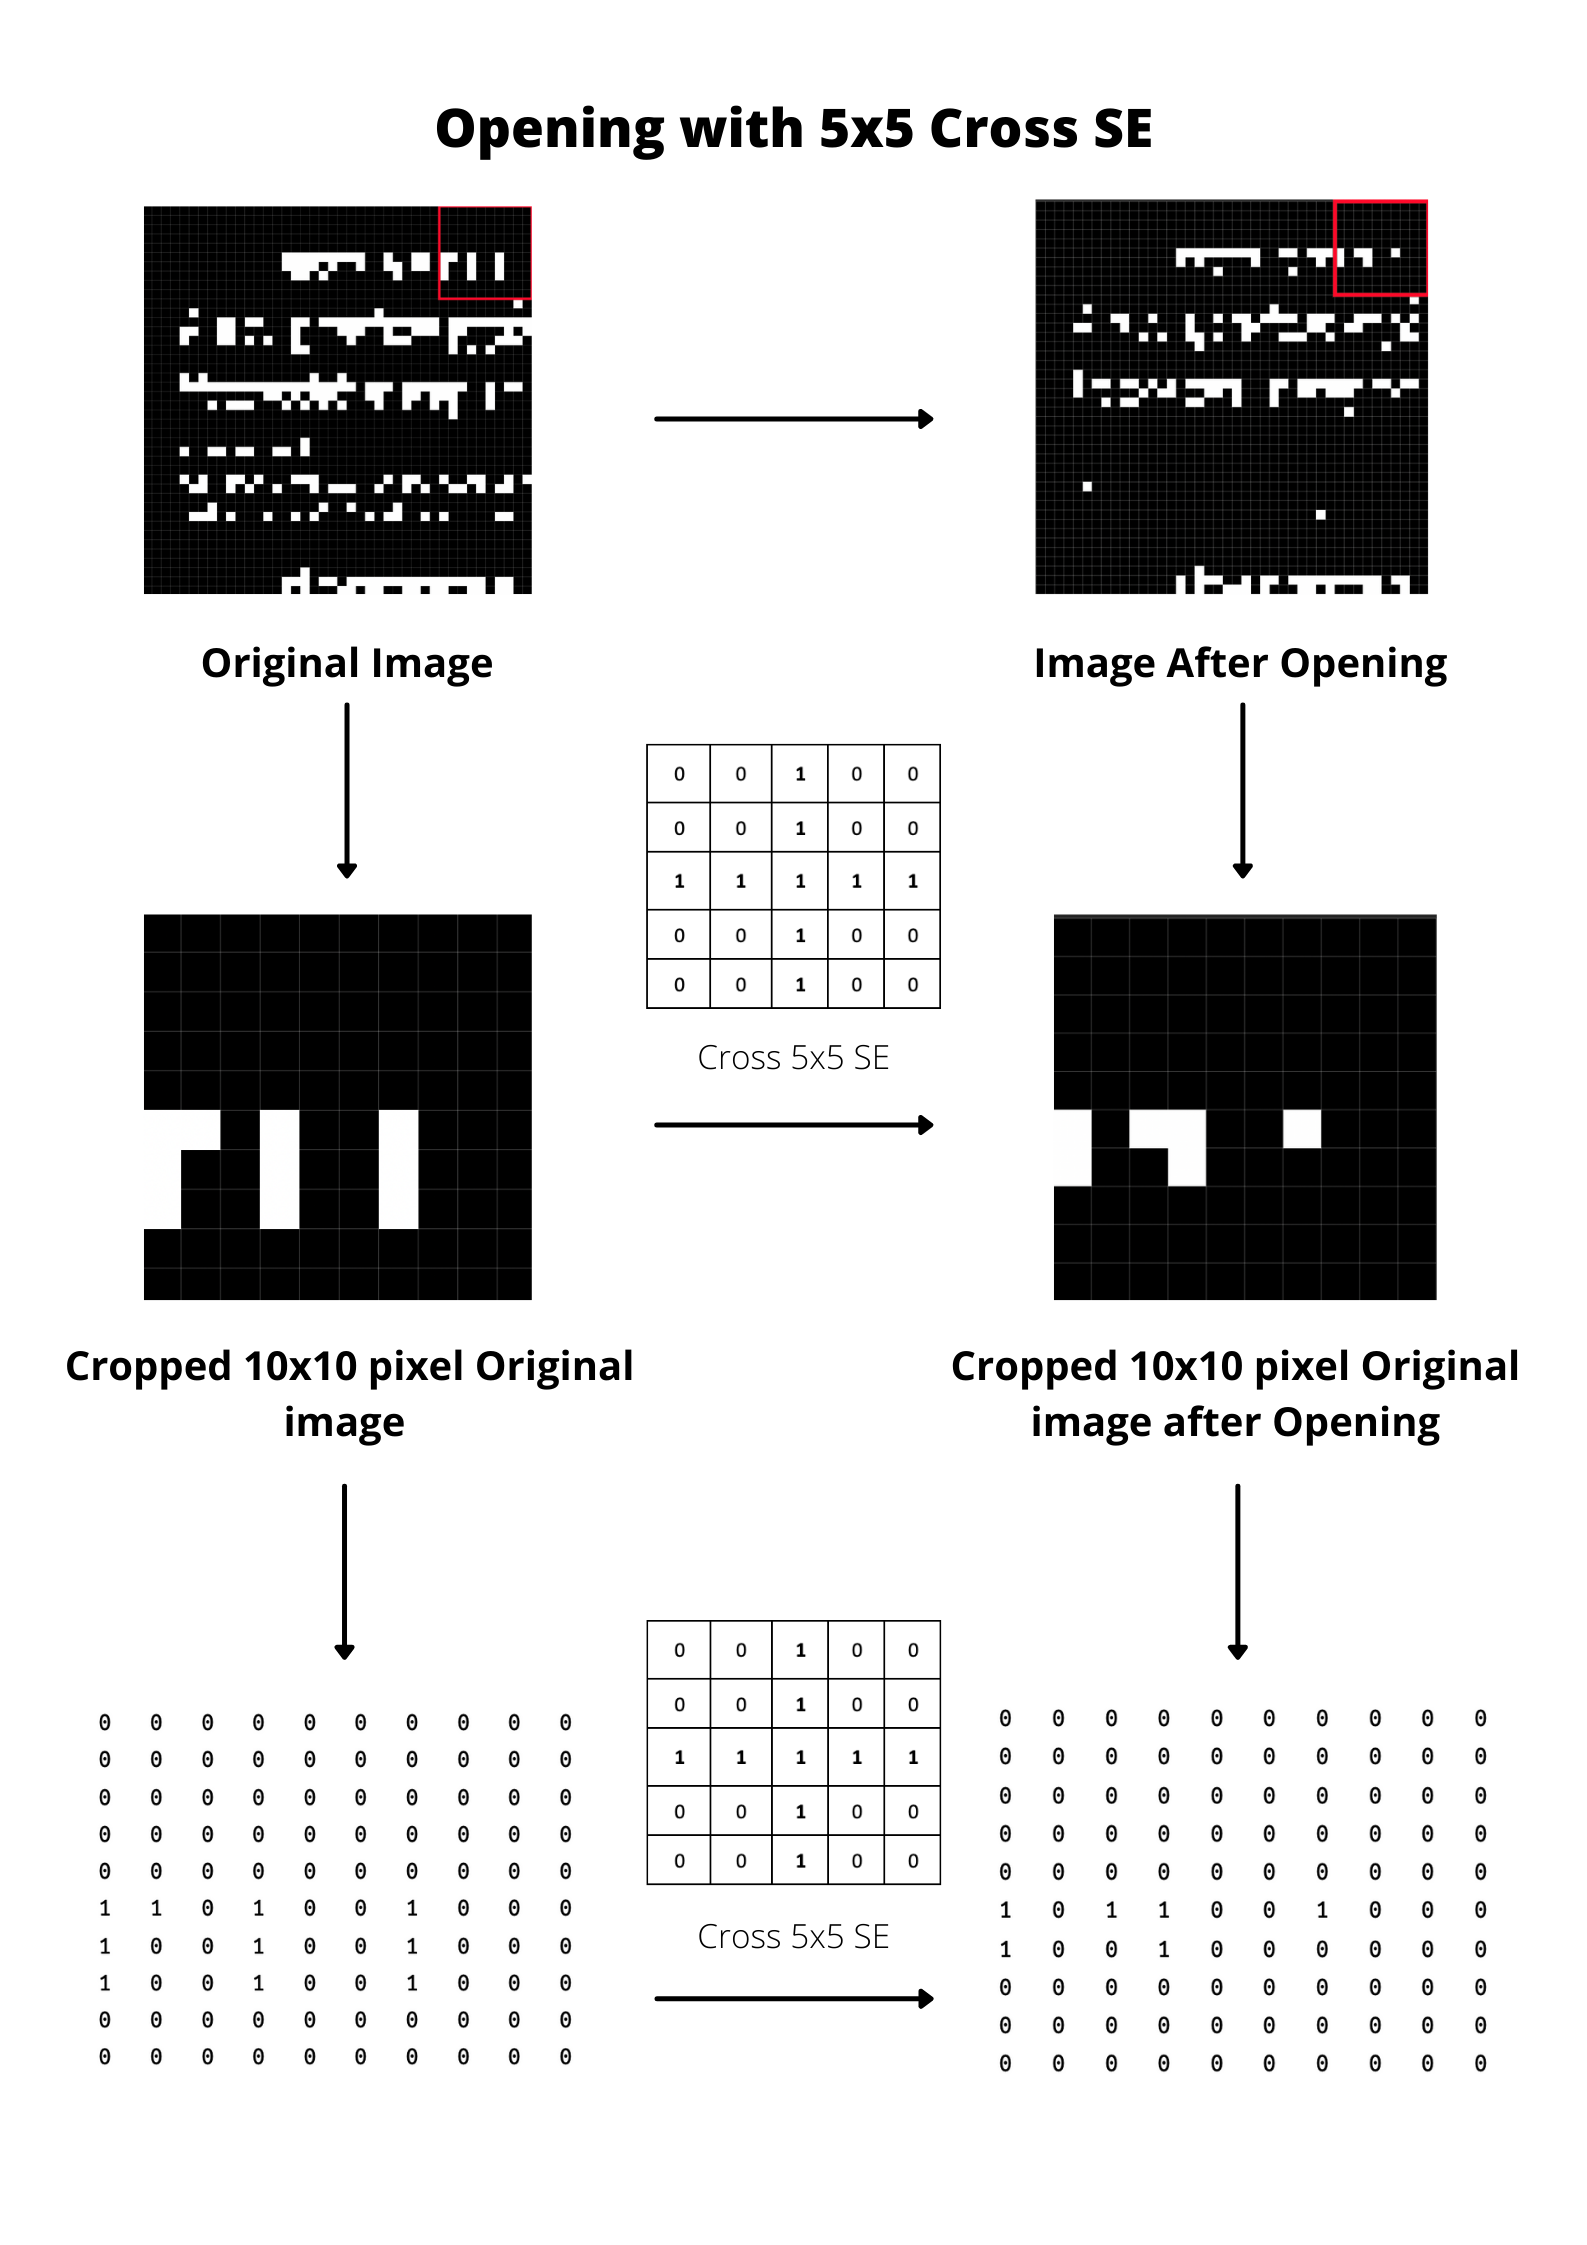 Opening with 5x5 Cross SE
Original Image
Image After Opening
0 0 1 0 0
0 0 1 0 0
1 1 1 1 1
0 0 1 0 0
0 0 1 0 0
Cross 5x5 SE
Cropped 10x10 pixel Original
image
Cropped 10x10 pixel Original
image after Opening
0 0 0 0 0 0 0 0 0 0
0 0 0 0 0 0 0 0 0 0
0 0 0 0 0 0 0 0 0 0
0 0 0 0 0 0 0 0 0 0
0 0 0 0 0 0 0 0 0 0
1 1 0 1 0 0 1 0 0 0
1 0 0 1 0 0 1 0 0 0
1 0 0 1 0 0 1 0 0 0
0 0 0 0 0 0 0 0 0 0
0 0 0 0 0 0 0 0 0 0
0 0 1 0 0
0 0 1 0 0
1 1 1 1 1
0 0 1 0 0
0 0 1 0 0
Cross 5x5 SE
0 0 0 0 0 0 0 0 0 0
0 0 0 0 0 0 0 0 0 0
0 0 0 0 0 0 0 0 0 0
0 0 0 0 0 0 0 0 0 0
0 0 0 0 0 0 0 0 0 0
1 0 1 1 0 0 1 0 0 0
1 0 0 1 0 0 0 0 0 0
0 0 0 0 0 0 0 0 0 0
0 0 0 0 0 0 0 0 0 0
0 0 0 0 0 0 0 0 0 0